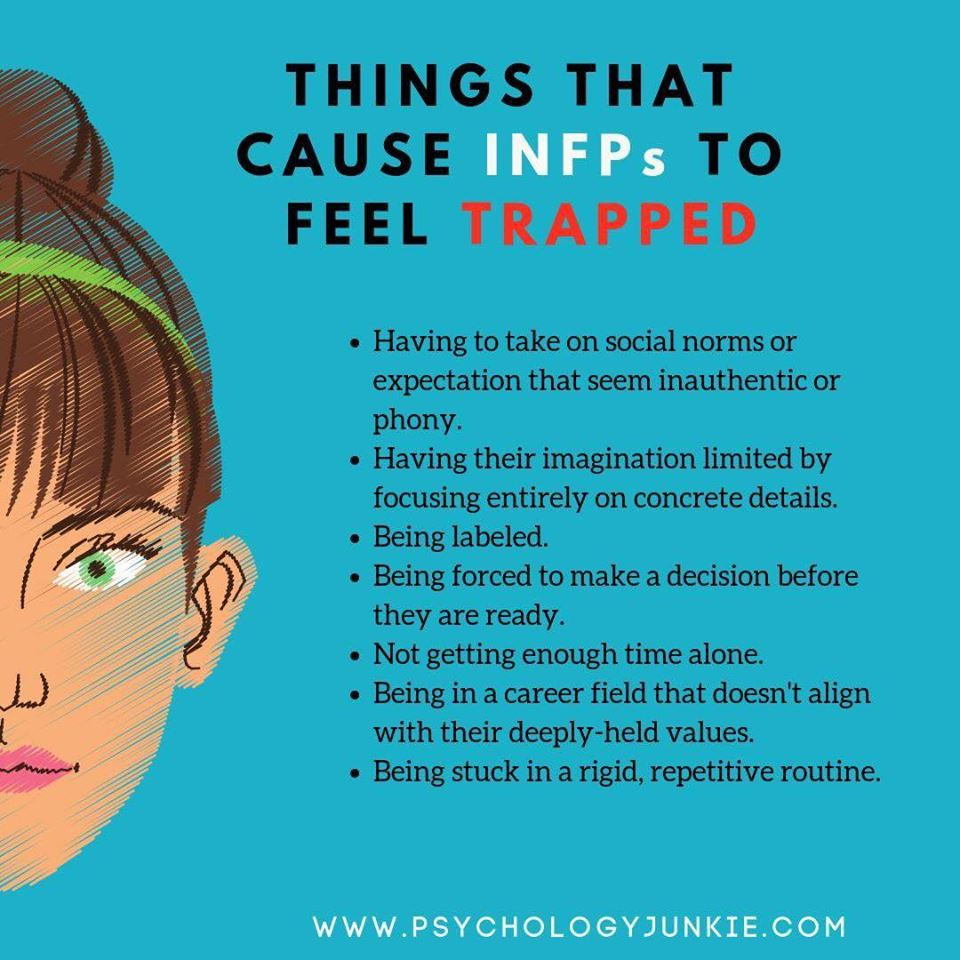 THINGS THAT
CAUSE INFPs TO
FEEL TRAPPED
• Having to take on social norms or
expectation that seem inauthentic or
phony.
• Having their imagination limited by
focusing entirely on concrete details.
• Being labeled.
• Being forced to make a decision before
they are ready.
• Not getting enough time alone.
• Being in a career field that doesn't align
with their deeply-held values.
• Being stuck in a rigid, repetitive routine.
WWW.PSYCHOLOGYJUNKIE.COM